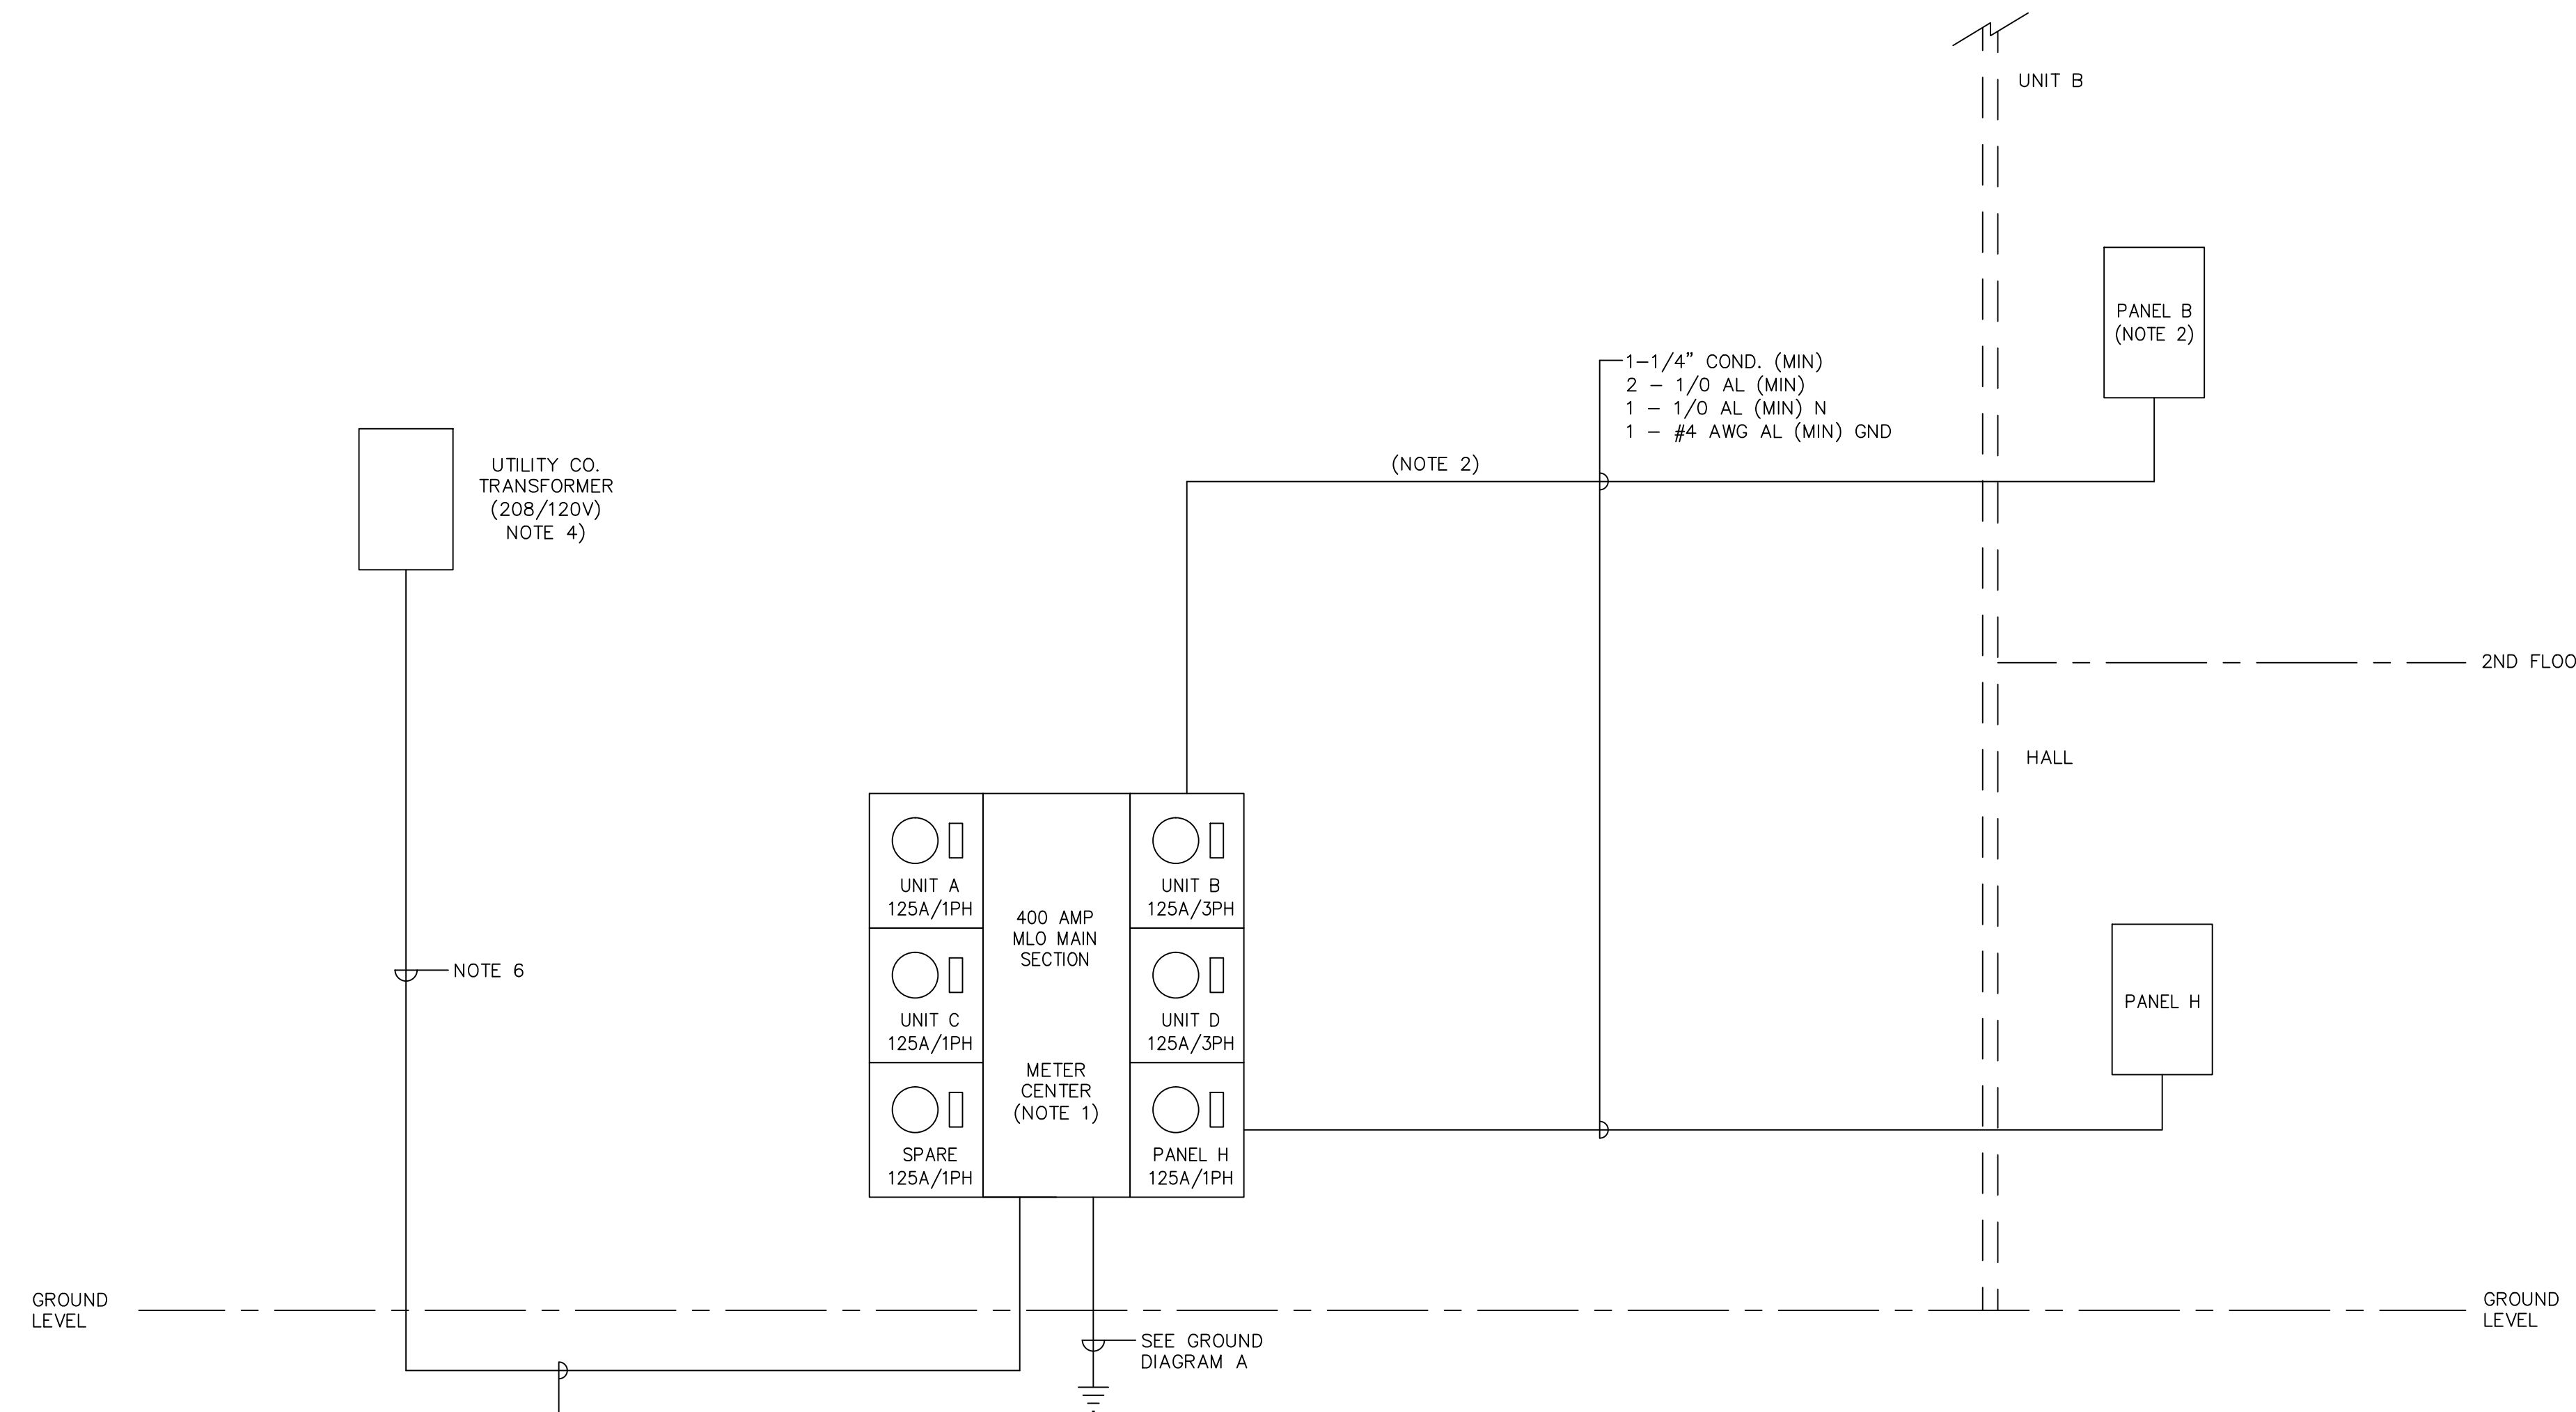 UNIT B
PANEL B
(NOTE 2)
1-1/4" COND. (MIN)
2 - 1/0 AL (MIN)
1 - 1/0 AL (MIN) N
1 - #4 AWG AL (MIN) GND
(NOTE 2)
UTILITY CO.
TRANSFORMER
(208/120V)
NOTE 4)
2ND FLOO
HALL
UNIT A
125A/1PH
UNIT B
125A/3PH
400 AMP
MLO MAIN
SECTION
NOTE 6
UNIT C
125A/1PH
UNIT D
125A/3PH
PANEL H
METER
CENTER
(NOTE 1)
SPARE
125A/1PH
PANEL H
125A/1PH
GROUND
LEVEL
GROUND
LEVEL
SEE GROUND
DIAGRAM A